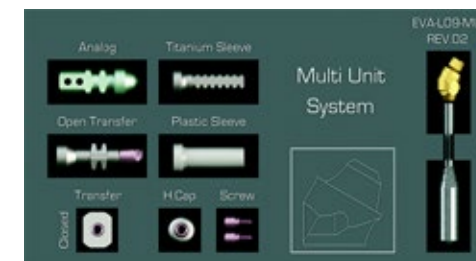 Analog
Titanium Sleeve
EVA-L09-M
REV.02
Multi Unit
System
Open Transfer
Plastic Sleeve
Transfer
Closed
H.Cap
Screw